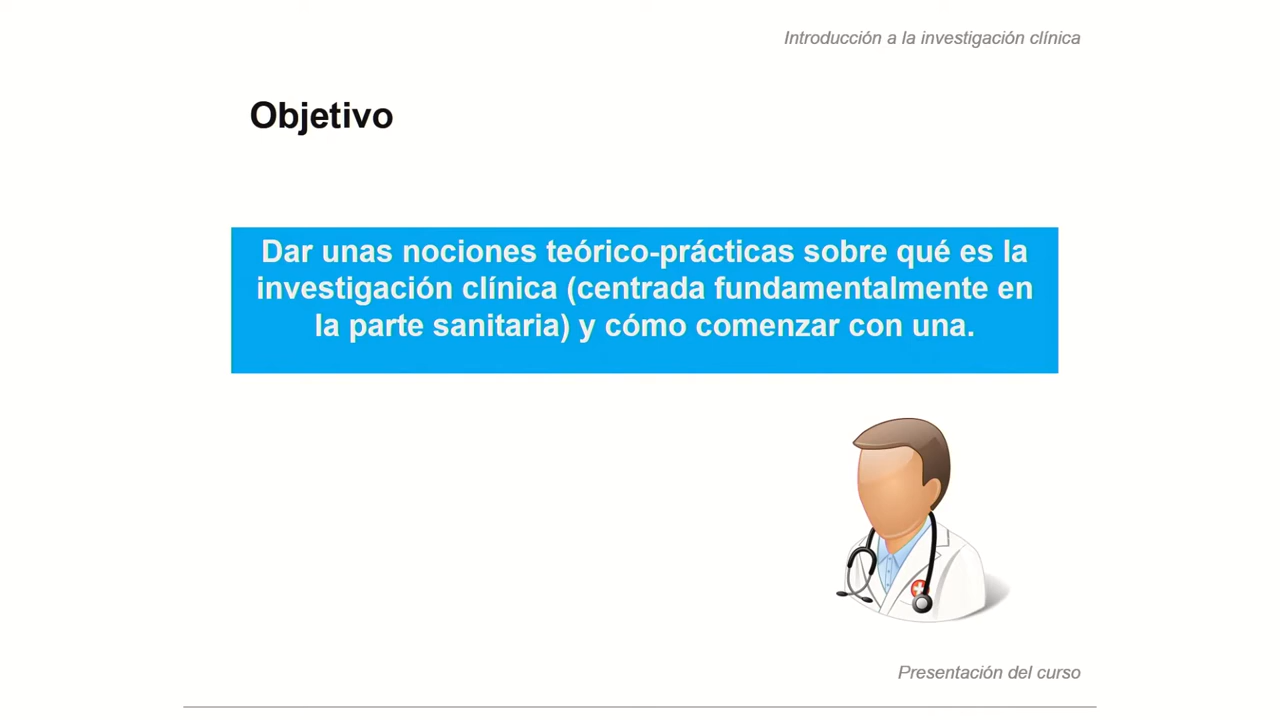 Introducción a la investigación clínica
Objetivo
Dar unas nociones teórico-prácticas sobre qué es la
investigación clínica (centrada fundamentalmente en
la parte sanitaria) y cómo comenzar con una.
Presentación del curso